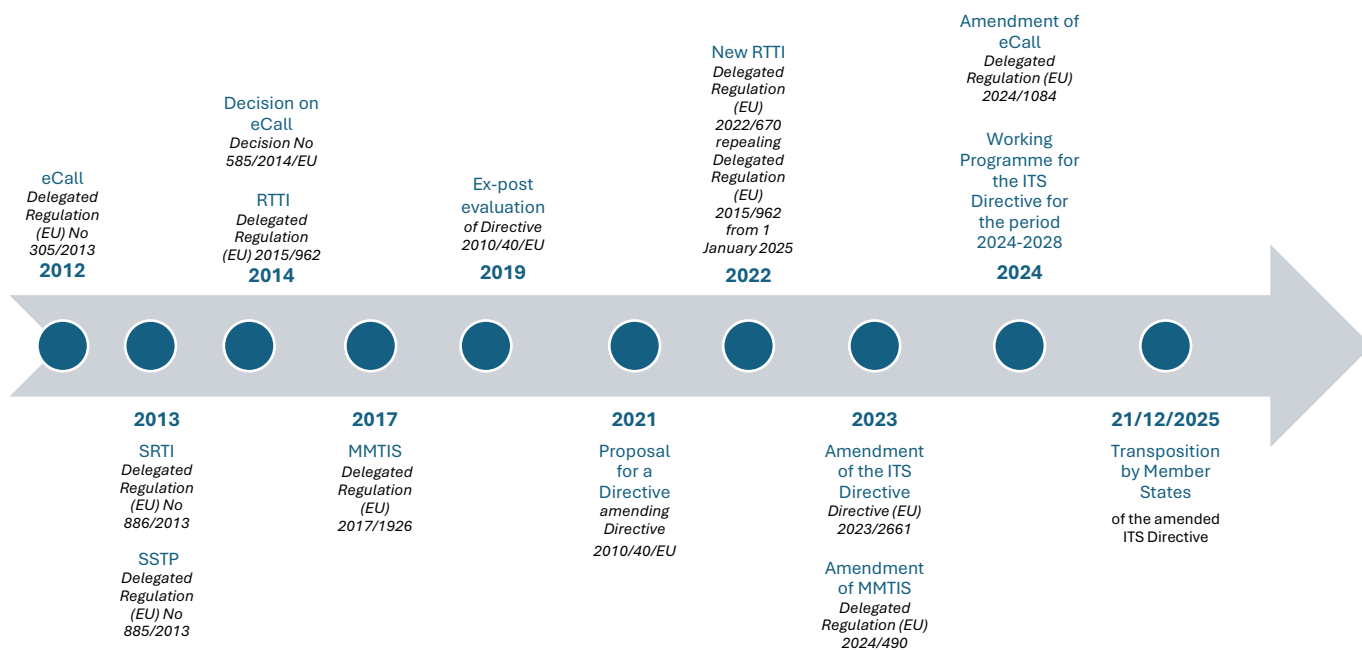 eCall
Delegated
Regulation
(EU) No
305/2013
2012
Decision on
eCall
Decision No
585/2014/EU
RTTI
Delegated
Regulation
(EU) 2015/962
2014
Ex-post
evaluation
of Directive
2010/40/EU
2019
New RTTI
Delegated
Regulation
(EU)
2022/670
repealing
Delegated
Regulation
(EU)
2015/962
from 1
January 2025
2022
Amendment of
eCall
Delegated
Regulation (EU)
2024/1084
Working
Programme for
the ITS
Directive for
the period
2024-2028
2024
2013
SRTI
Delegated
Regulation
(EU) No
886/2013
SSTP
Delegated
Regulation
(EU) No
885/2013
2017
MMTIS
Delegated
Regulation
(EU)
2017/1926
2021
Proposal
for a
Directive
amending
Directive
2010/40/EU
2023
Amendment
of the ITS
Directive
Directive (EU)
2023/2661
Amendment
of MMTIS
Delegated
Regulation (EU)
2024/490
21/12/2025
Transposition
by Member
States
of the amended
ITS Directive